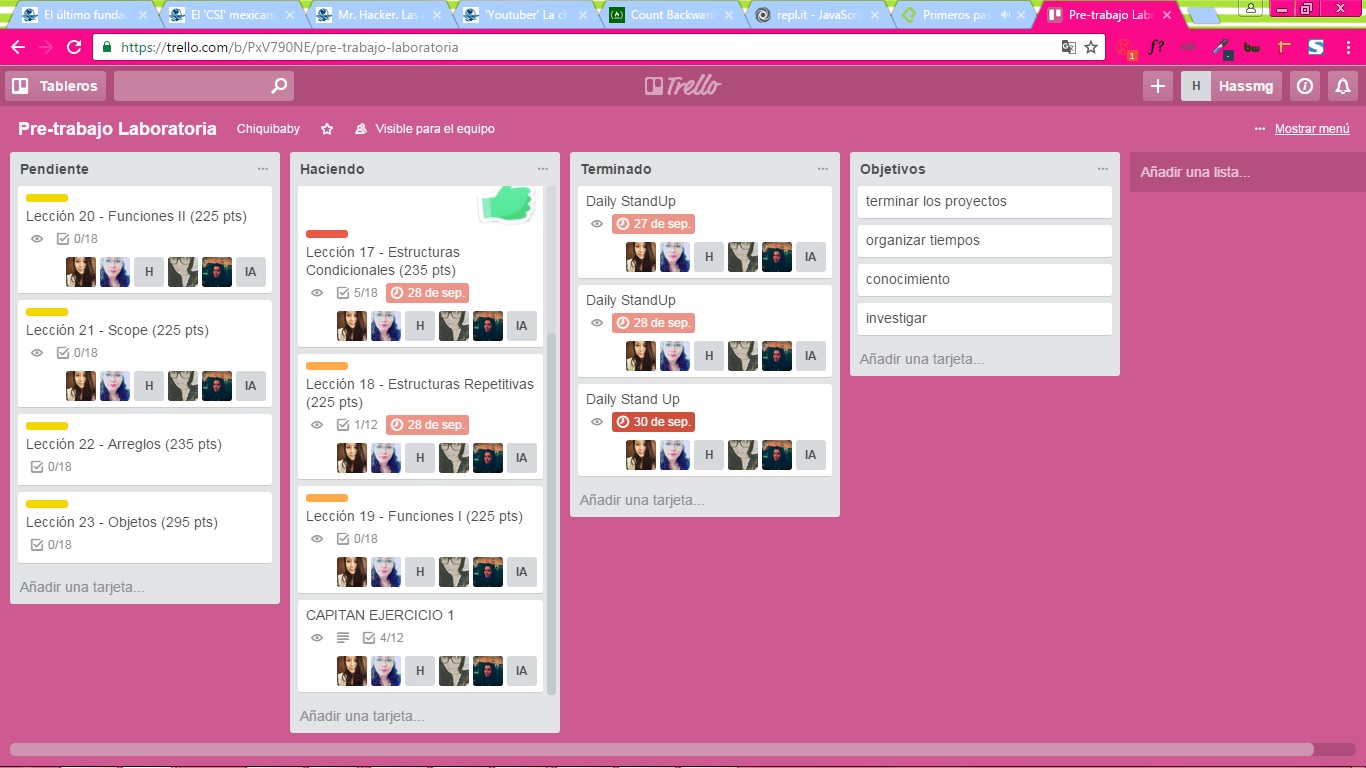 El último funda
El 'CSI' mexican
Mr. Hacker. Las
'Youtuber' La ch
Count Backward
repl.it - JavaScri
Primeros pas
Pre-trabajo Labo
https://trello.com/b/PxV790NE/pre-trabajo-laboratoria
1
f?
bw
S
Tableros
Trello
H
Hassmg
Pre-trabajo Laboratoria
Chiquibaby
Visible para el equipo
... Mostrar menú
Pendiente
Lección 20 - Funciones II (225 pts)
0/18
H
IA
Lección 21 - Scope (225 pts)
0/18
H
IA
Lección 22 - Arreglos (235 pts)
0/18
Lección 23 - Objetos (295 pts)
0/18
Añadir una tarjeta...
Haciendo
Lección 17 - Estructuras
Condicionales (235 pts)
5/18
28 de sep.
H
IA
Lección 18 - Estructuras Repetitivas
(225 pts)
1/12
28 de sep.
H
IA
Lección 19 - Funciones I (225 pts)
0/18
H
IA
CAPITAN EJERCICIO 1
4/12
H
IA
Añadir una tarjeta...
Terminado
Daily StandUp
27 de sep.
H
IA
Daily StandUp
28 de sep.
H
IA
Daily Stand Up
30 de sep.
H
IA
Añadir una tarjeta...
Objetivos
terminar los proyectos
organizar tiempos
conocimiento
investigar
Añadir una tarjeta...
Añadir una lista...